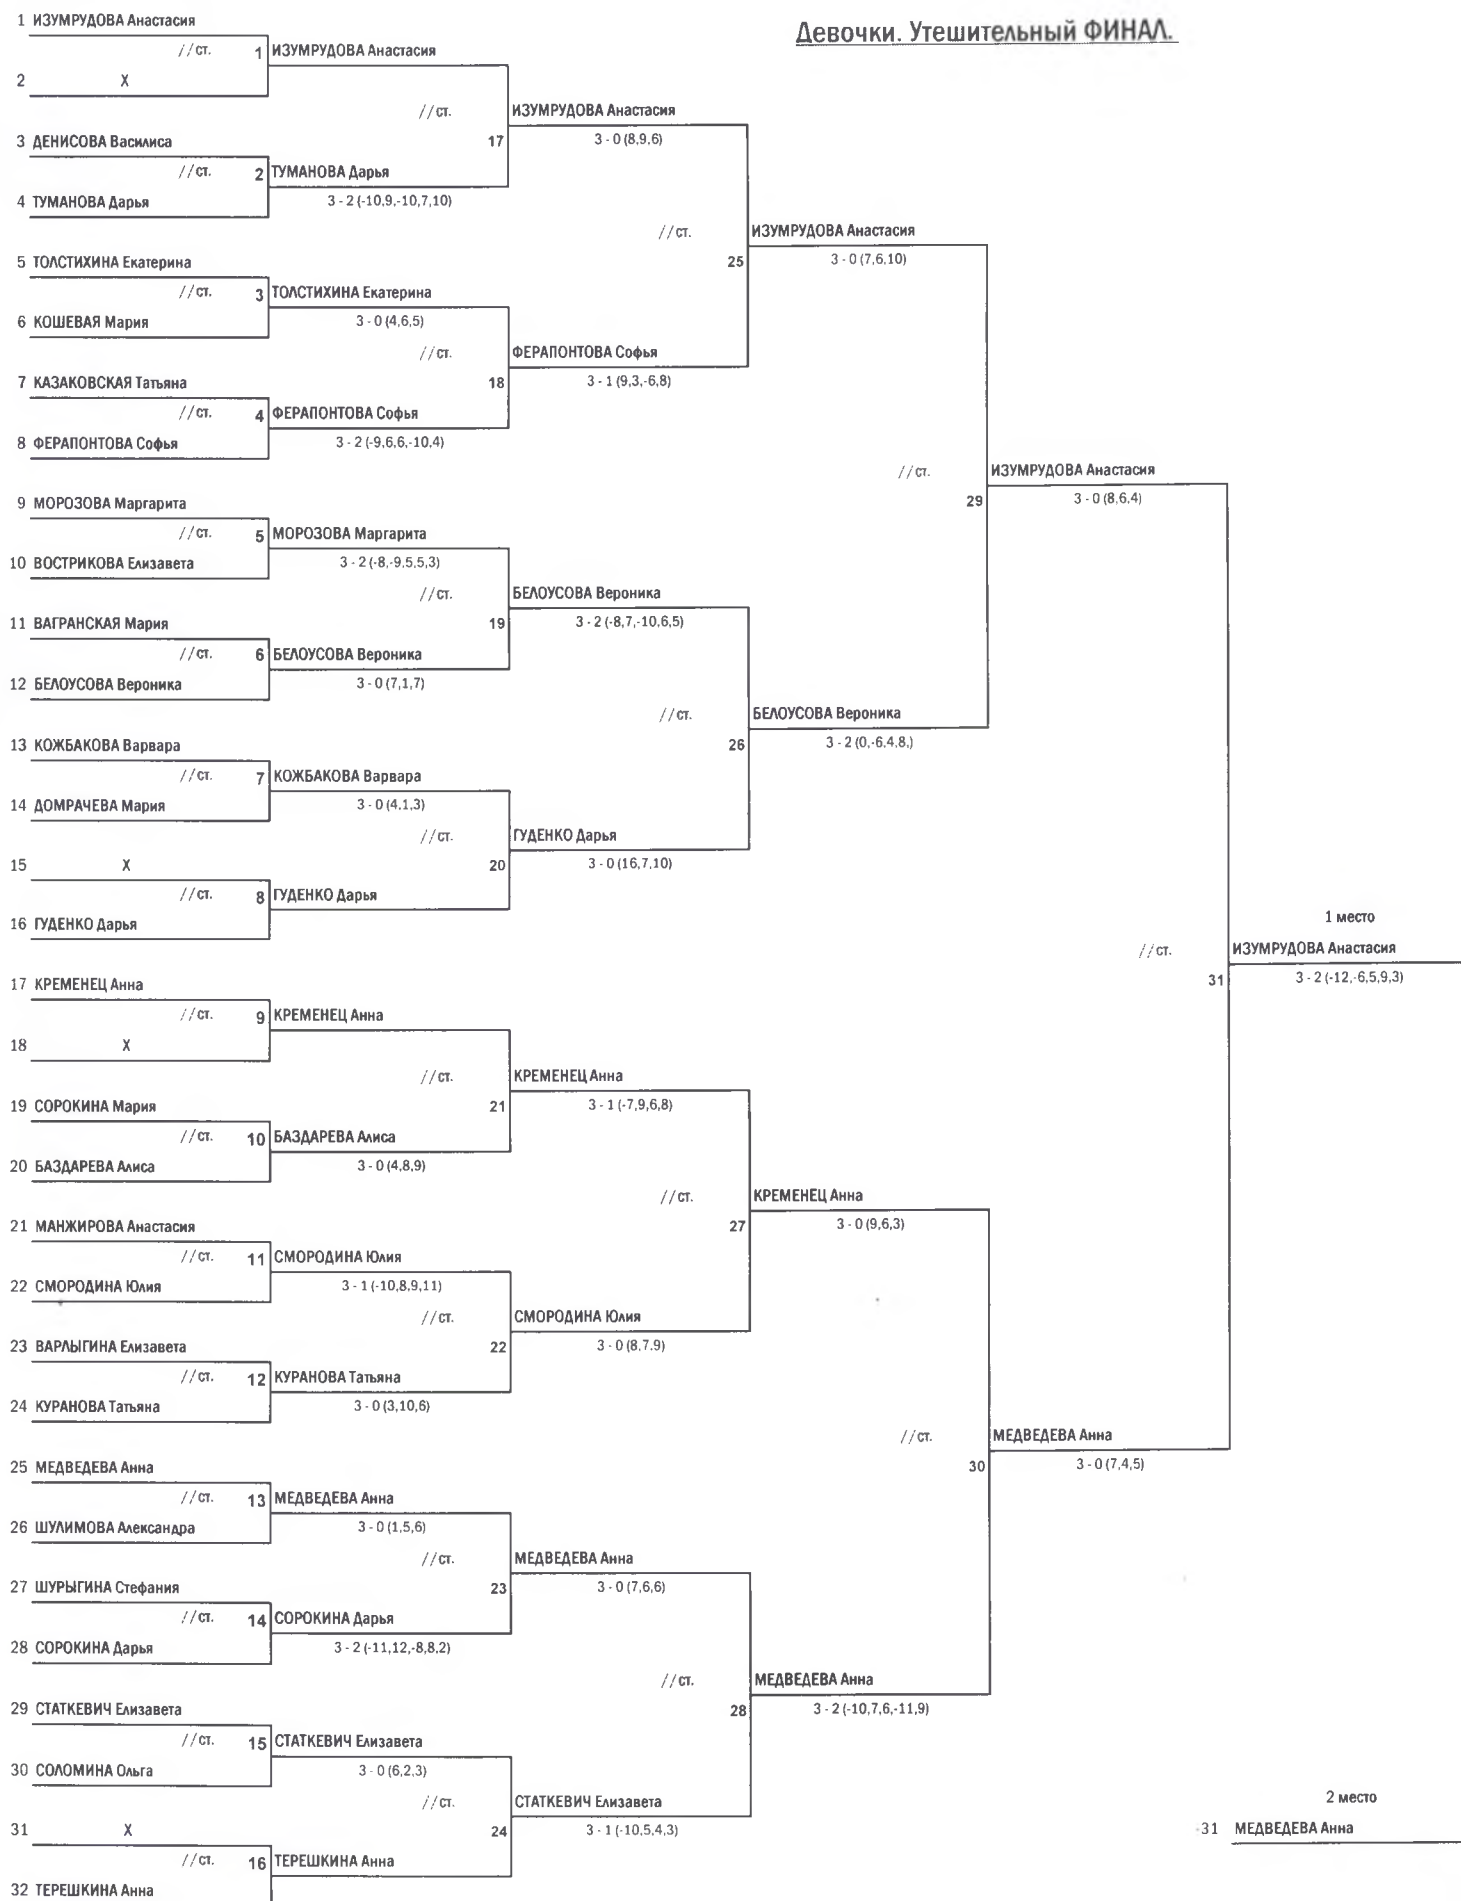 Девочки. Утешительный ФИНАЛ.
1 ИЗУМРУДОВА Анастасия
//ст. 1 ИЗУМРУДОВА Анастасия
2 X
//ст. ИЗУМРУДОВА Анастасия
3 ДЕНИСОВА Василиса 17 3 - 0 (8,9,6)
//ст. 2 ТУМАНОВА Дарья
4 ТУМАНОВА Дарья 3 - 2 (-10,9,-10,7,10)
//ст. ИЗУМРУДОВА Анастасия
5 ТОЛСТИХИНА Екатерина 25 3 - 0 (7,6,10)
//ст. 3 ТОЛСТИХИНА Екатерина
6 КОШЕВАЯ Мария 3 - 0 (4,6,5)
//ст. ФЕРАПОНТОВА Софья
7 КАЗАКОВСКАЯ Татьяна 18 3 - 1 (9,3,-6,8)
//ст. 4 ФЕРАПОНТОВА Софья
8 ФЕРАПОНТОВА Софья 3 - 2 (-9,6,6,-10,4)
//ст. ИЗУМРУДОВА Анастасия
9 МОРОЗОВА Маргарита 29 3 - 0 (8,6,4)
//ст. 5 МОРОЗОВА Маргарита
10 ВОСТРИКОВА Елизавета 3 - 2 (-8,-9.5,5,3)
//ст. БЕЛОУСОВА Вероника
11 ВАГРАНСКАЯ Мария 19 3 - 2 (-8,7,-10,6,5)
//ст. 6 БЕЛОУСОВА Вероника
12 БЕЛОУСОВА Вероника 3 - 0 (7,1,7)
//ст. БЕЛОУСОВА Вероника
13 КОЖБАКОВА Варвара 26 3 - 2 (0,-6,4,8,)
//ст. 7 КОЖБАКОВА Варвара
14 ДОМРАЧЕВА Мария 3 - 0 (4,1,3)
//ст. ГУДЕНКО Дарья
15 X 20 3 - 0 (16,7,10)
//ст. 8 ГУДЕНКО Дарья
16 ГУДЕНКО Дарья
1 место
//ст. ИЗУМРУДОВА Анастасия
17 КРЕМЕНЕЦ Анна 31 3 - 2 (-12,-6,5,9,3)
//ст. 9 КРЕМЕНЕЦ Анна
18 X
//ст. КРЕМЕНЕЦ Анна
19 СОРОКИНА Мария 21 3 - 1 (-7,9,6,8)
//ст. 10 БАЗДАРЕВА Алиса
20 БАЗДАРЕВА Алиса 3 - 0 (4,8,9)
//ст. КРЕМЕНЕЦ Анна
21 МАНЖИРОВА Анастасия 27 3 - 0 (9,6,3)
//ст. 11 СМОРОДИНА Юлия
22 СМОРОДИНА Юлия 3 - 1 (-10,8,9,11)
//ст. СМОРОДИНА Юлия
23 ВАРЛЫГИНА Елизавета 22 3 - 0 (8,7.9)
//ст. 12 КУРАНОВА Татьяна
24 КУРАНОВА Татьяна 3 - 0 (3,10,6)
//ст. МЕДВЕДЕВА Анна
25 МЕДВЕДЕВА Анна 30 3 - 0 (7,4,5)
//ст. 13 МЕДВЕДЕВА Анна
26 ШУЛИМОВА Александра 3 - 0 (1,5,6)
//ст. МЕДВЕДЕВА Анна
27 ШУРЫГИНА Стефания 23 3 - 0 (7,6,6)
//ст. 14 СОРОКИНА Дарья
28 СОРОКИНА Дарья 3 - 2 (-11,12,-8,8,2)
//ст. МЕДВЕДЕВА Анна
29 СТАТКЕВИЧ Елизавета 28 3 - 2 (-10,7,6,-11,9)
//ст. 15 СТАТКЕВИЧ Елизавета
30 СОЛОМИНА Ольга 3 - 0 (6,2,3)
2 место
//ст. СТАТКЕВИЧ Елизавета
31 X 24 3 - 1 (-10,5,4,3) -31 МЕДВЕДЕВА Анна
//ст. 16 ТЕРЕШКИНА Анна
32 ТЕРЕШКИНА Анна